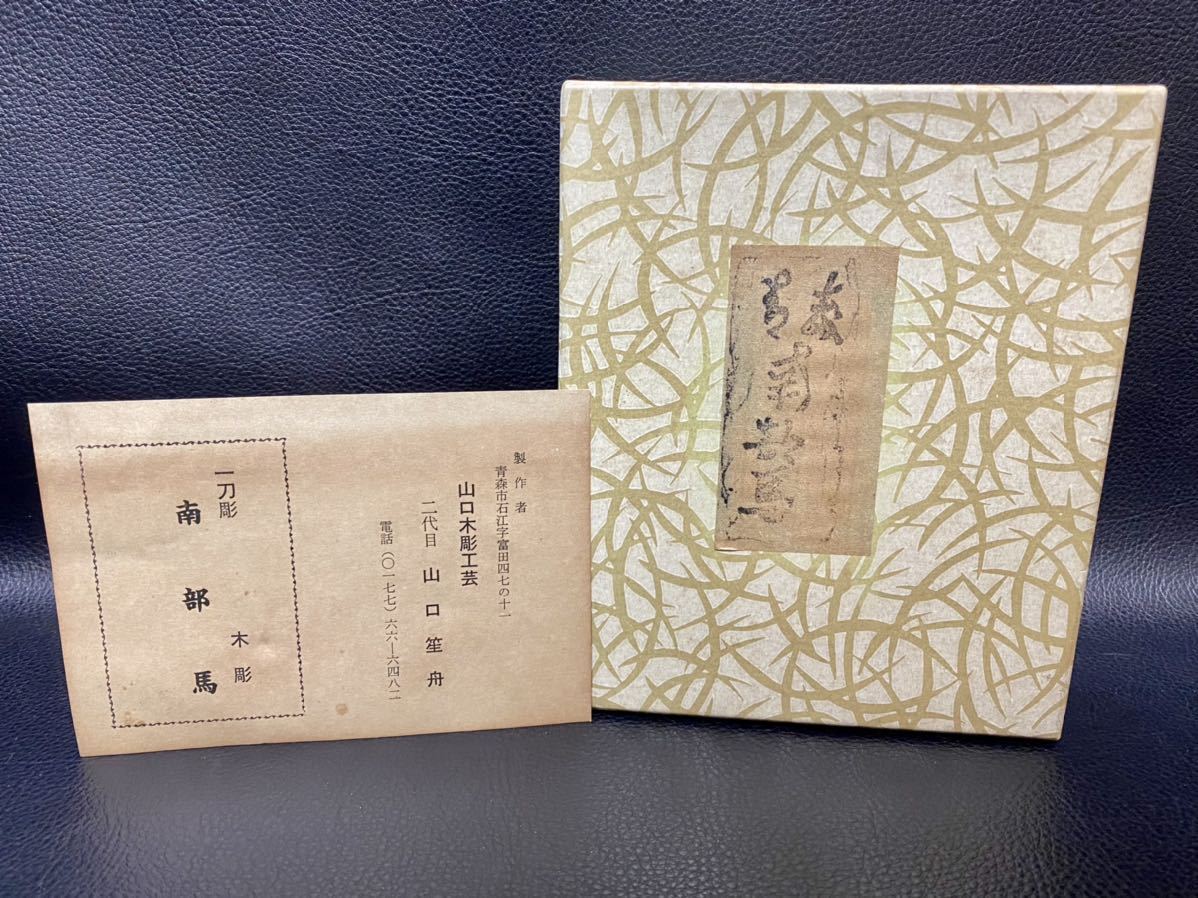 製作者
青森市石江字富田四七の十一
山口木彫工芸
二代目 山口笙舟
電話(〇一七七)六六―六四八二
木彫
一刀彫
南部馬